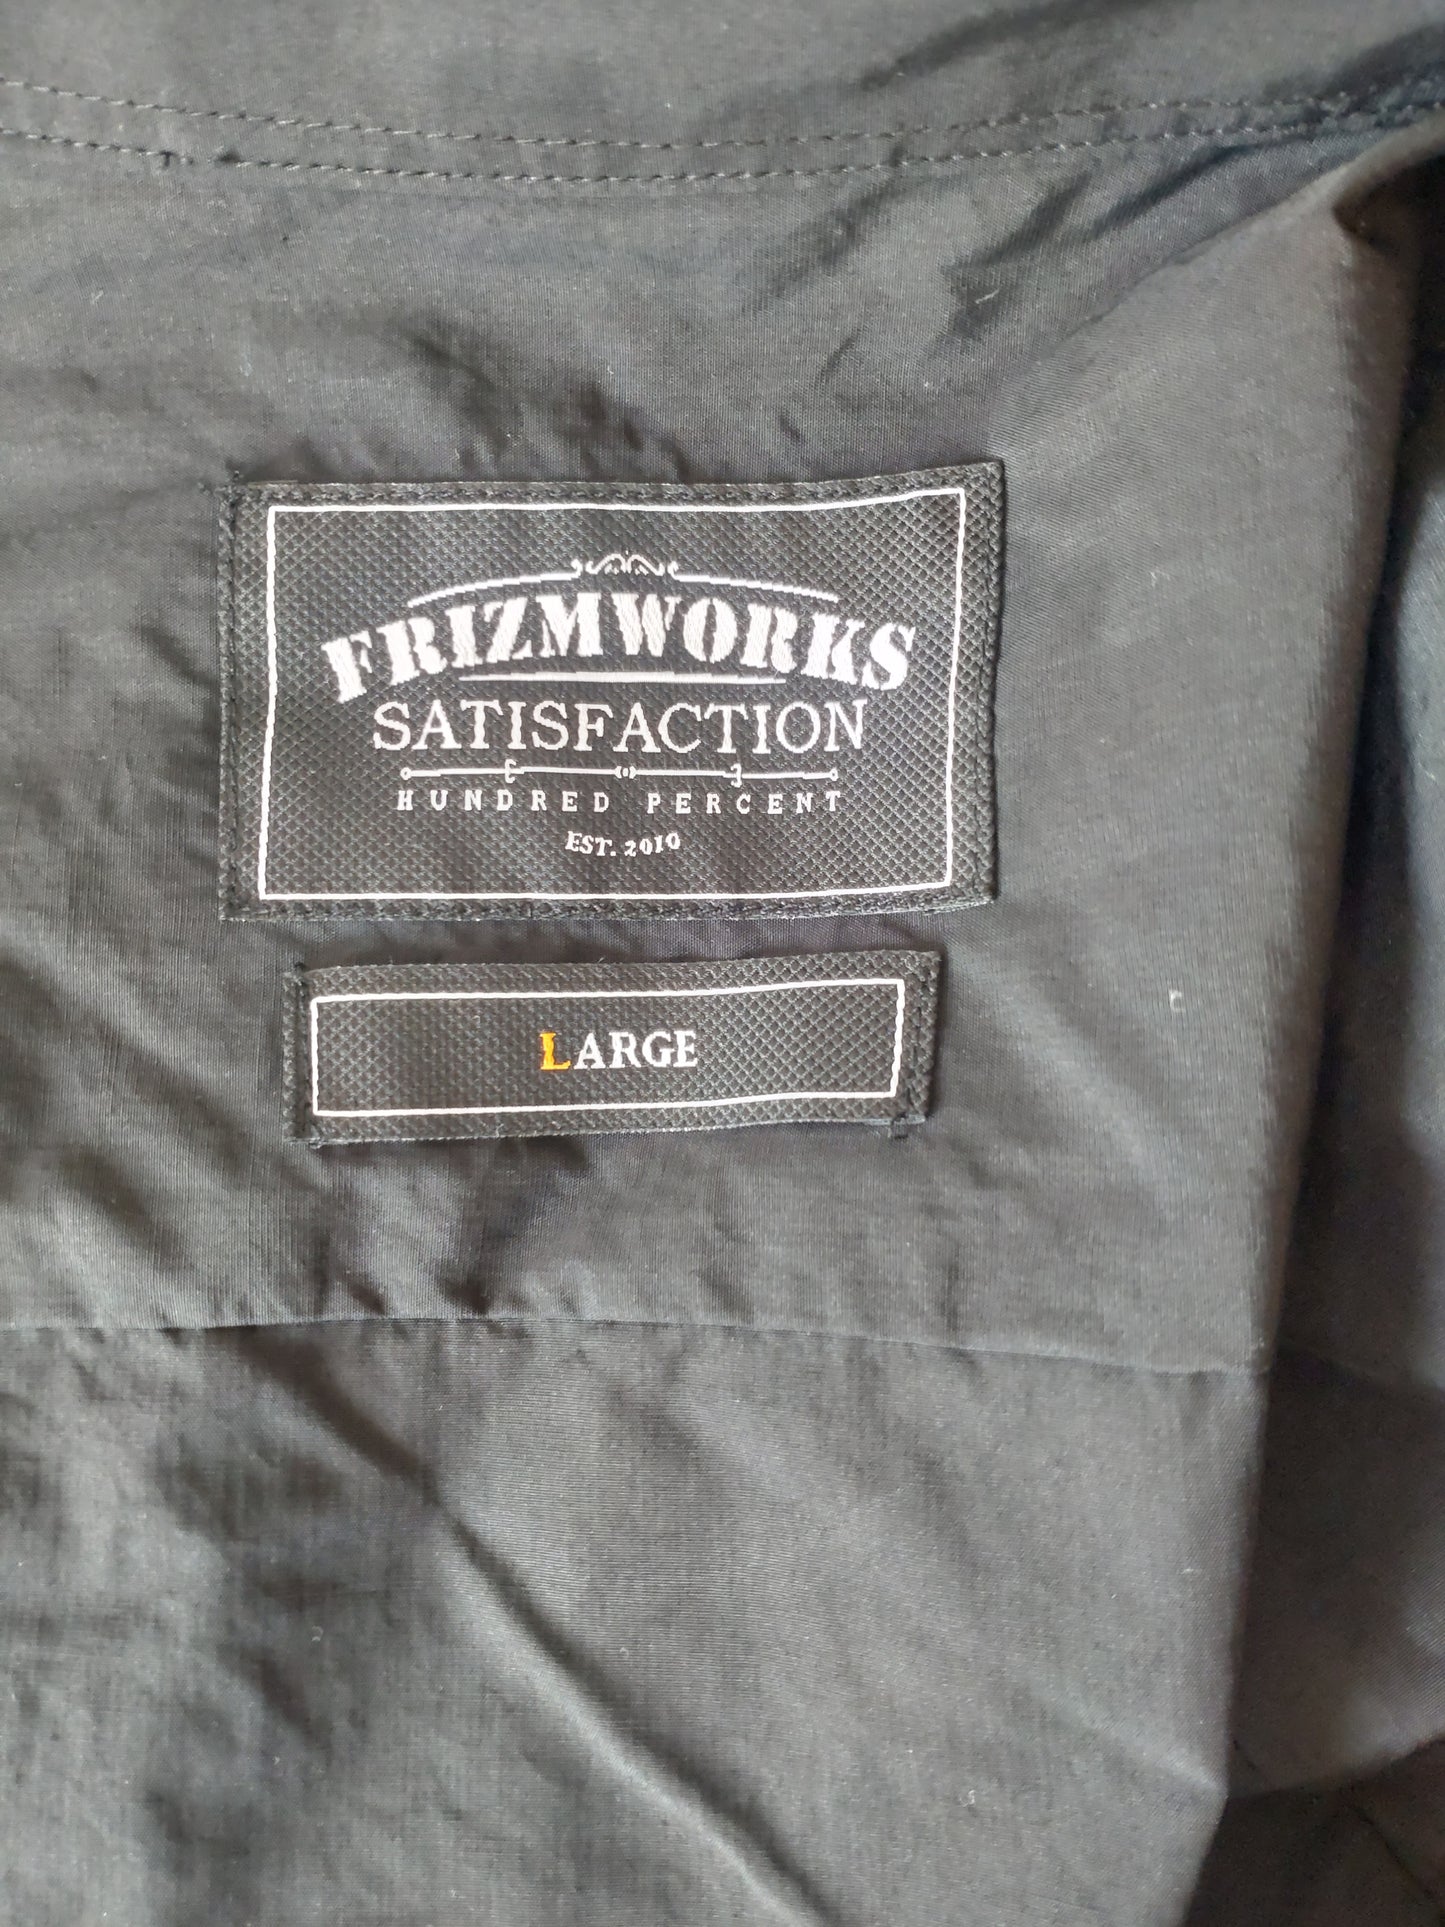 FRIZMWORKS
SATISFACTION
HUNDRED PERCENT
EST. 2010
LARGE